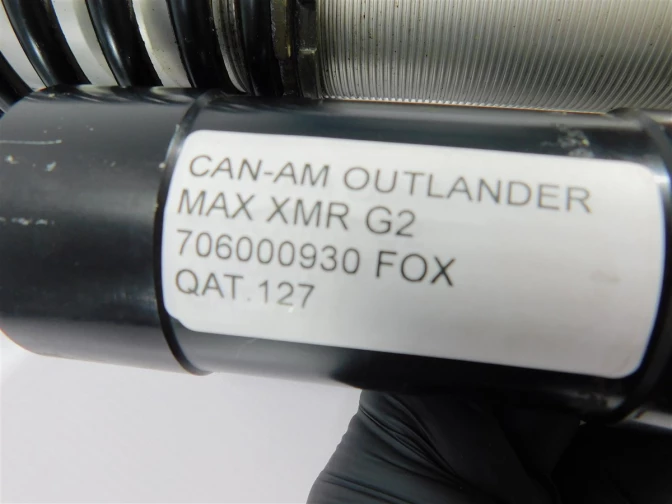 CAN-AM OUTLANDER
MAX XMR G2
706000930 FOX
QAT.127